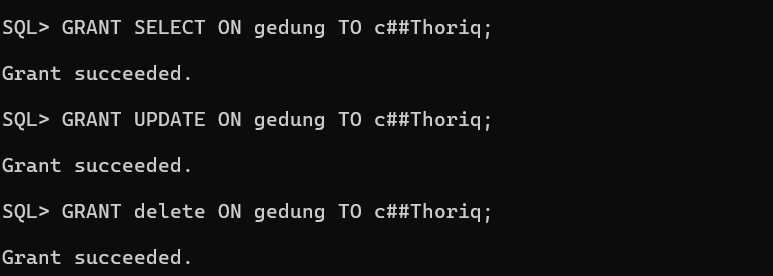 SQL> GRANT SELECT ON gedung TO c##Thoriq;
Grant succeeded.
SQL> GRANT UPDATE ON gedung TO c##Thoriq;
Grant succeeded.
SQL> GRANT delete ON gedung TO c##Thoriq;
Grant succeeded.